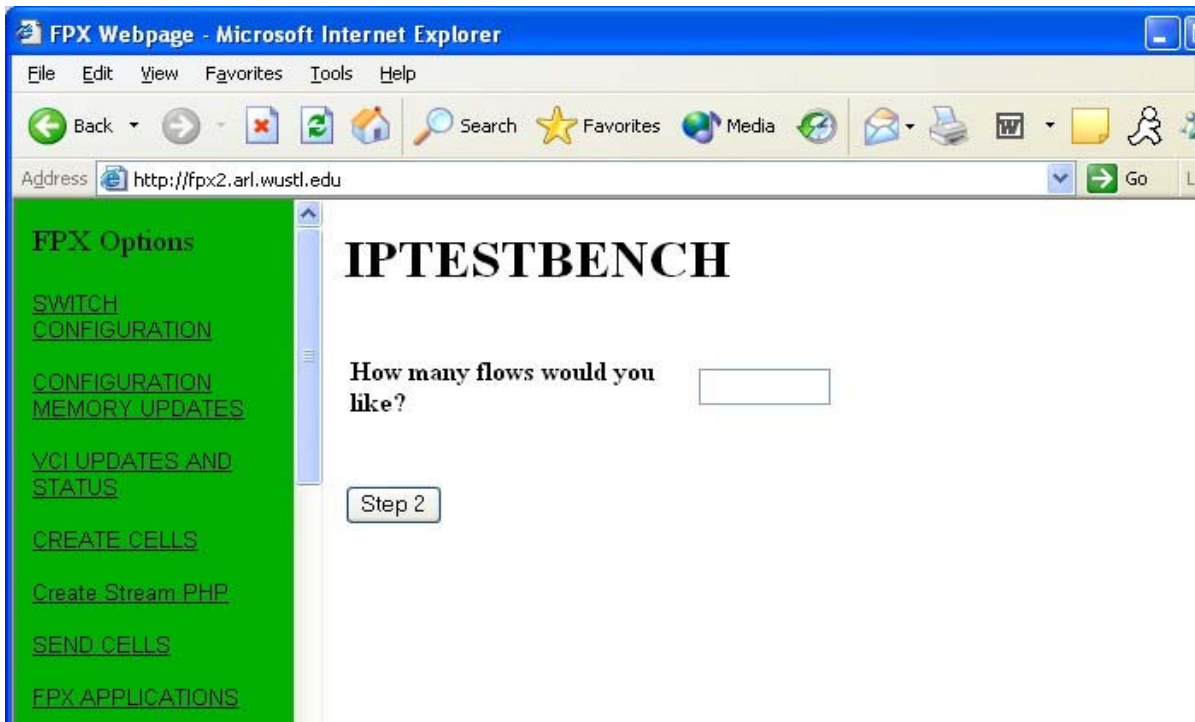 FPX Webpage - Microsoft Internet Explorer
File Edit View Favorites Tools Help
Back Search Favorites Media
Address http://fpx2.arl.wustl.edu Go L
FPX Options
SWITCH
CONFIGURATION
CONFIGURATION
MEMORY UPDATES
VCI UPDATES AND
STATUS
CREATE CELLS
Create Stream PHP
SEND CELLS
FPX APPLICATIONS
IPTESTBENCH
How many flows would you
like?
Step 2